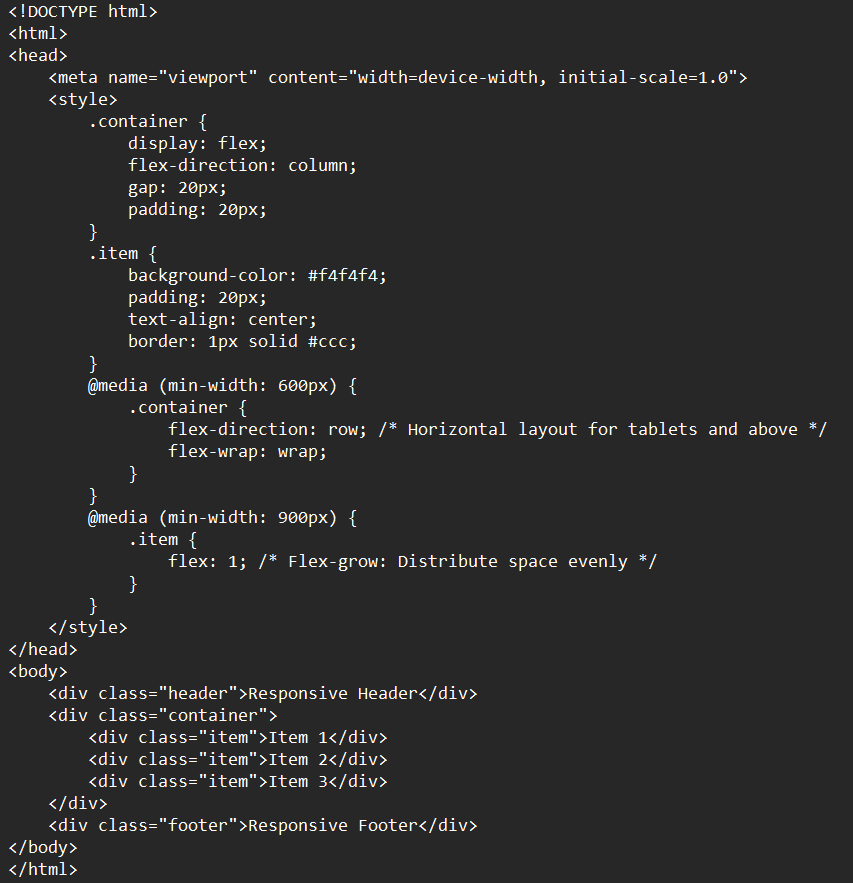 <!DOCTYPE html>
<html>
<head>
    <meta name="viewport" content="width=device-width, initial-scale=1.0">
    <style>
        .container {
            display: flex;
            flex-direction: column;
            gap: 20px;
            padding: 20px;
        }
        .item {
            background-color: #f4f4f4;
            padding: 20px;
            text-align: center;
            border: 1px solid #ccc;
        }
        @media (min-width: 600px) {
            .container {
                flex-direction: row; /* Horizontal layout for tablets and above */
                flex-wrap: wrap;
            }
        }
        @media (min-width: 900px) {
            .item {
                flex: 1; /* Flex-grow: Distribute space evenly */
            }
        }
    </style>
</head>
<body>
    <div class="header">Responsive Header</div>
    <div class="container">
        <div class="item">Item 1</div>
        <div class="item">Item 2</div>
        <div class="item">Item 3</div>
    </div>
    <div class="footer">Responsive Footer</div>
</body>
</html>